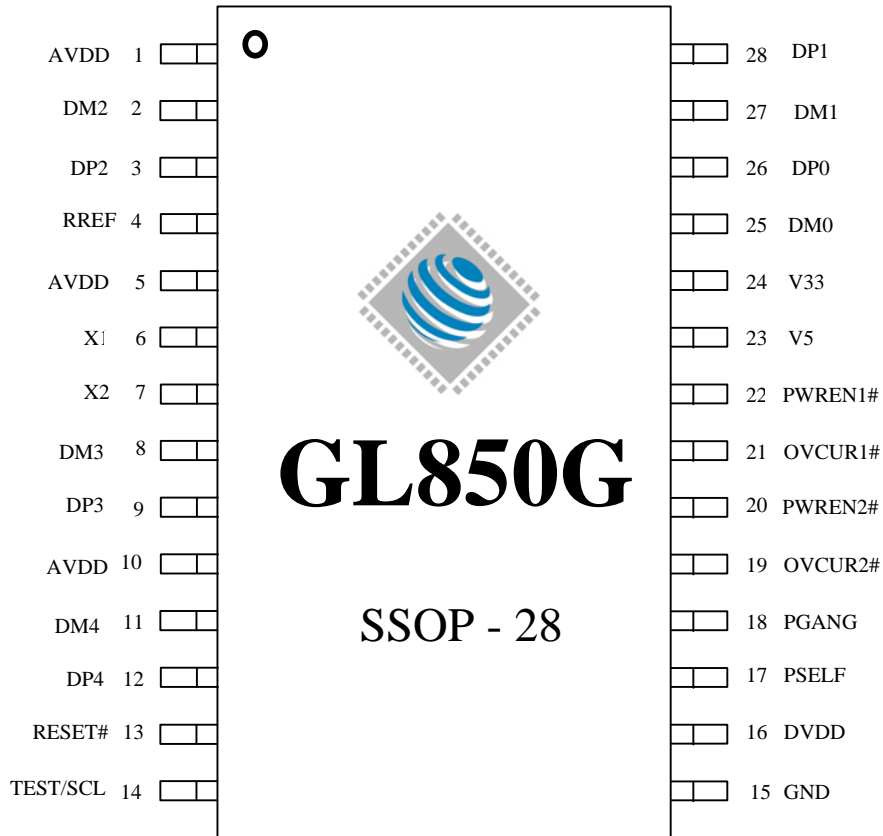 AVDD 1 28 DP1
DM2 2 27 DM1
DP2 3 26 DP0
RREF 4 25 DM0
AVDD 5 24 V33
X1 6 23 V5
X2 7 22 PWREN1#
DM3 8 21 OVCUR1#
GL850G
DP3 9 20 PWREN2#
AVDD 10 19 OVCUR2#
DM4 11 18 PGANG
SSOP - 28
DP4 12 17 PSELF
RESET# 13 16 DVDD
TEST/SCL 14 15 GND